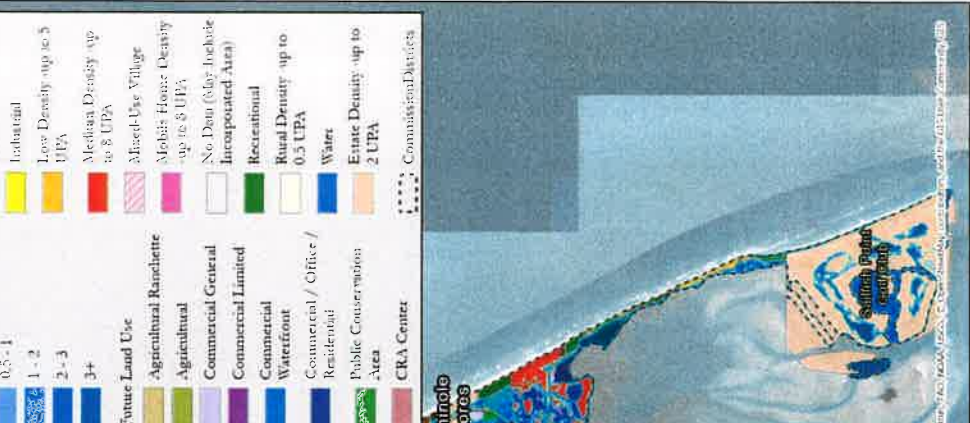 0.5 - 1
1 - 2
2 - 3
3+
Future Land Use
Agricultural Ranchette
Agricultural
Commercial General
Commercial Limited
Commercial
Waterfront
Commercial / Office /
Residential
Public Conservation
Area
CRA Center
Industrial
Low Density -up to 5
UPA
Medium Density -up
to 8 UPA
Mixed-Use Village
Mobile Home Density
-up to 8 UPA
No Data (May Include
Incorporated Area)
Recreational
Rural Density -up to
0.5 UPA
Water
Estate Density -up to
2 UPA
CommissionDistricts
Sailfish Point
Golf Club